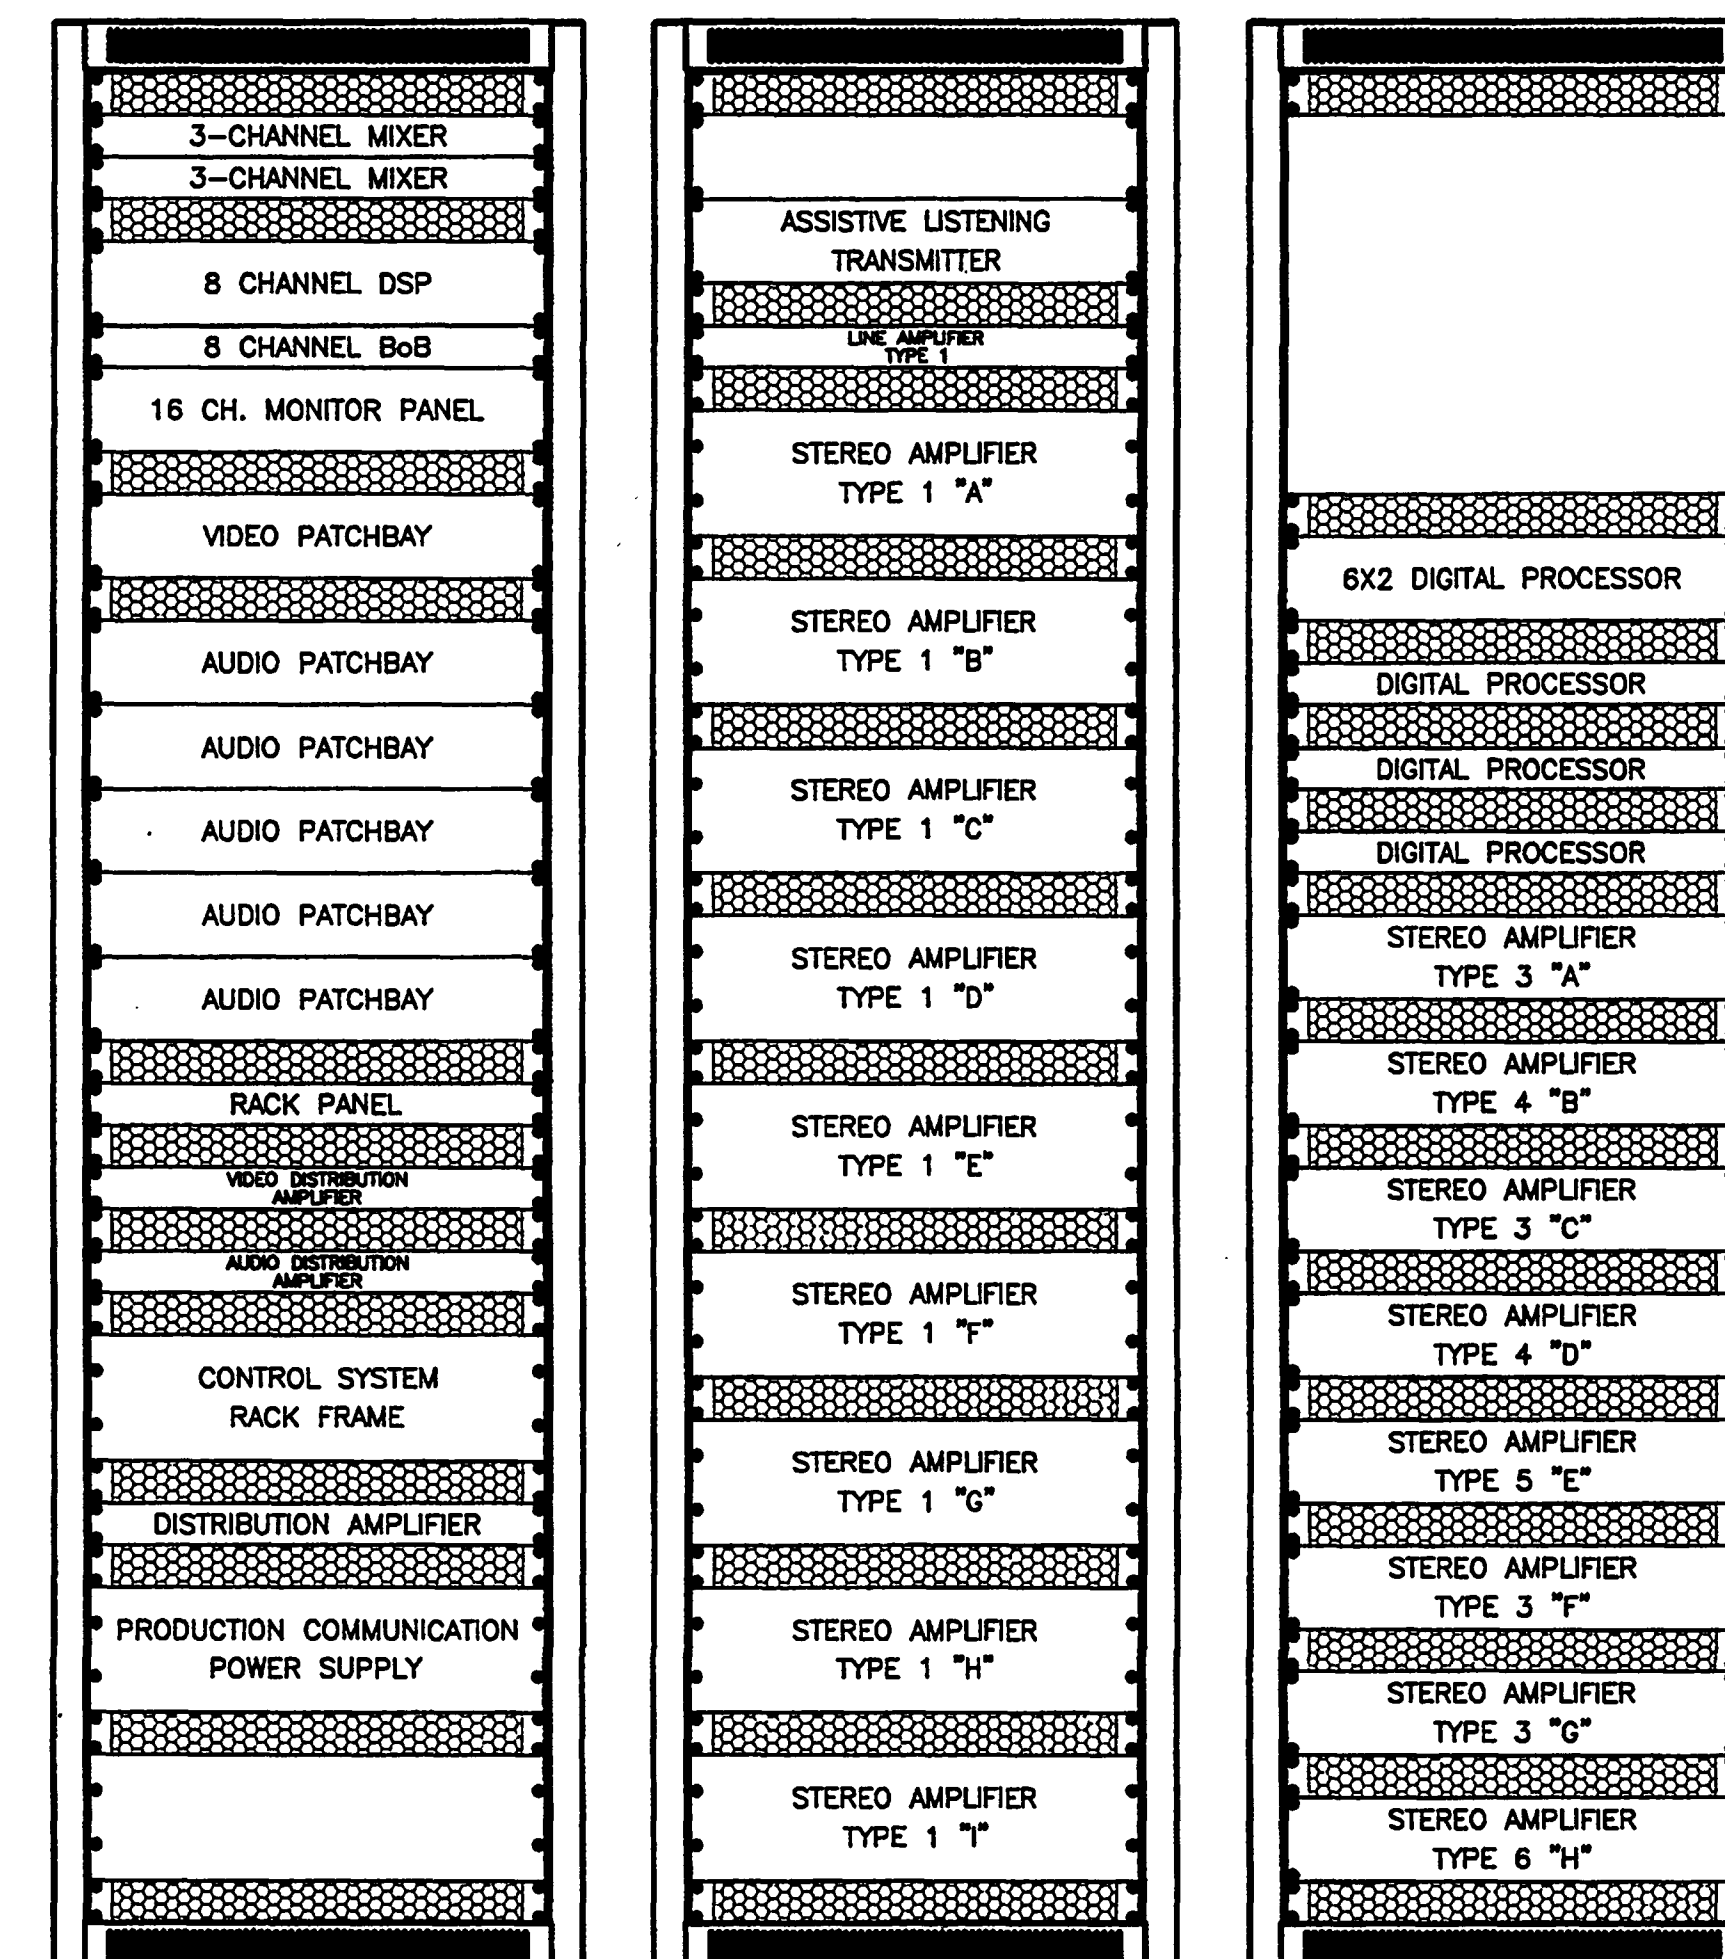 3-CHANNEL MIXER
3-CHANNEL MIXER
8 CHANNEL DSP
8 CHANNEL BoB
16 CH. MONITOR PANEL
VIDEO PATCHBAY
AUDIO PATCHBAY
AUDIO PATCHBAY
AUDIO PATCHBAY
AUDIO PATCHBAY
AUDIO PATCHBAY
RACK PANEL
VIDEO DISTRIBUTION
AMPLIFIER
AUDIO DISTRIBUTION
AMPLIFIER
CONTROL SYSTEM
RACK FRAME
DISTRIBUTION AMPLIFIER
PRODUCTION COMMUNICATION
POWER SUPPLY
ASSISTIVE LISTENING
TRANSMITTER
LINE AMPLIFIER
TYPE 1
STEREO AMPLIFIER
TYPE 1 "A"
STEREO AMPLIFIER
TYPE 1 "B"
STEREO AMPLIFIER
TYPE 1 "C"
STEREO AMPLIFIER
TYPE 1 "D"
STEREO AMPLIFIER
TYPE 1 "E"
STEREO AMPLIFIER
TYPE 1 "F"
STEREO AMPLIFIER
TYPE 1 "G"
STEREO AMPLIFIER
TYPE 1 "H"
STEREO AMPLIFIER
TYPE 1 "I"
6X2 DIGITAL PROCESSOR
DIGITAL PROCESSOR
DIGITAL PROCESSOR
DIGITAL PROCESSOR
STEREO AMPLIFIER
TYPE 3 "A"
STEREO AMPLIFIER
TYPE 4 "B"
STEREO AMPLIFIER
TYPE 3 "C"
STEREO AMPLIFIER
TYPE 4 "D"
STEREO AMPLIFIER
TYPE 5 "E"
STEREO AMPLIFIER
TYPE 3 "F"
STEREO AMPLIFIER
TYPE 3 "G"
STEREO AMPLIFIER
TYPE 6 "H"